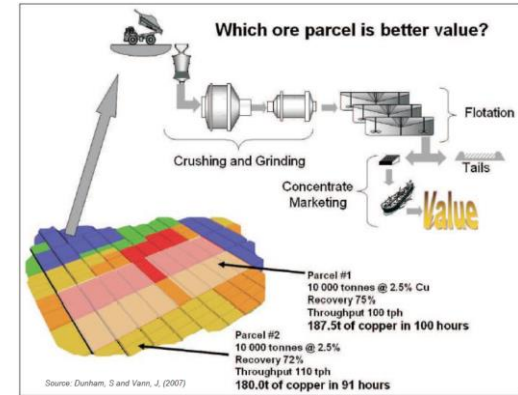 Which ore parcel is better value?
Flotation
Crushing and Grinding
Tails
Concentrate
Marketing
Value
Parcel #1
10 000 tonnes @ 2.5% Cu
Recovery 75%
Throughput 100 tph
187.5t of copper in 100 hours
Parcel #2
10 000 tonnes @ 2.5%
Recovery 72%
Throughput 110 tph
180.0t of copper in 91 hours
Source: Dunham, S and Vann, J, (2007)